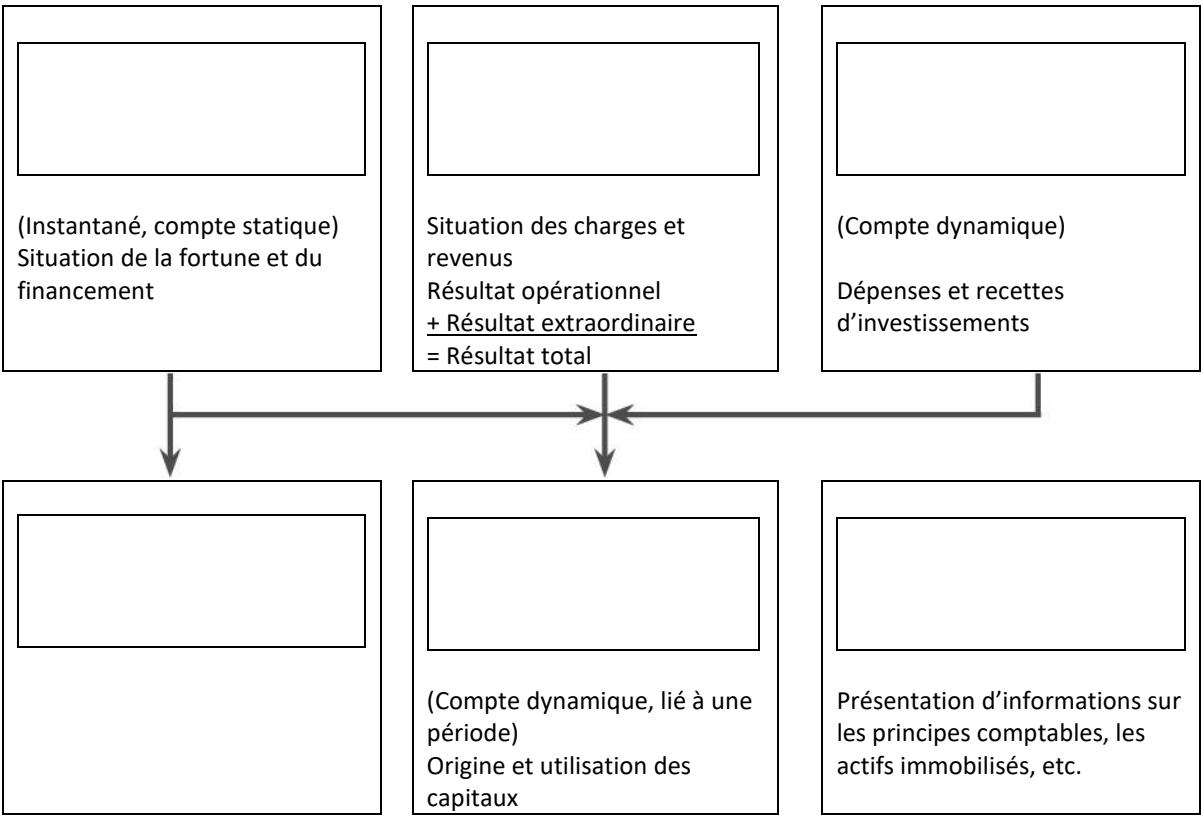 (Instantané, compte statique)
Situation de la fortune et du
financement
Situation des charges et
revenus
Résultat opérationnel
+ Résultat extraordinaire
= Résultat total
(Compte dynamique)
Dépenses et recettes
d’investissements
(Compte dynamique, lié à une
période)
Origine et utilisation des
capitaux
Présentation d’informations sur
les principes comptables, les
actifs immobilisés, etc.